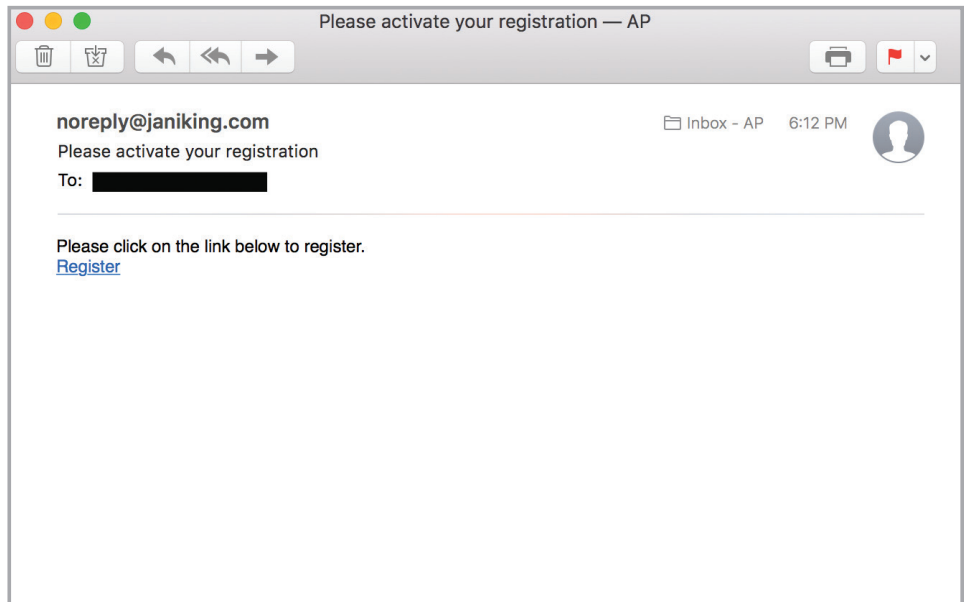 Please activate your registration — AP
noreply@janiking.com
Inbox - AP 6:12 PM
Please activate your registration
To:
Please click on the link below to register.
Register